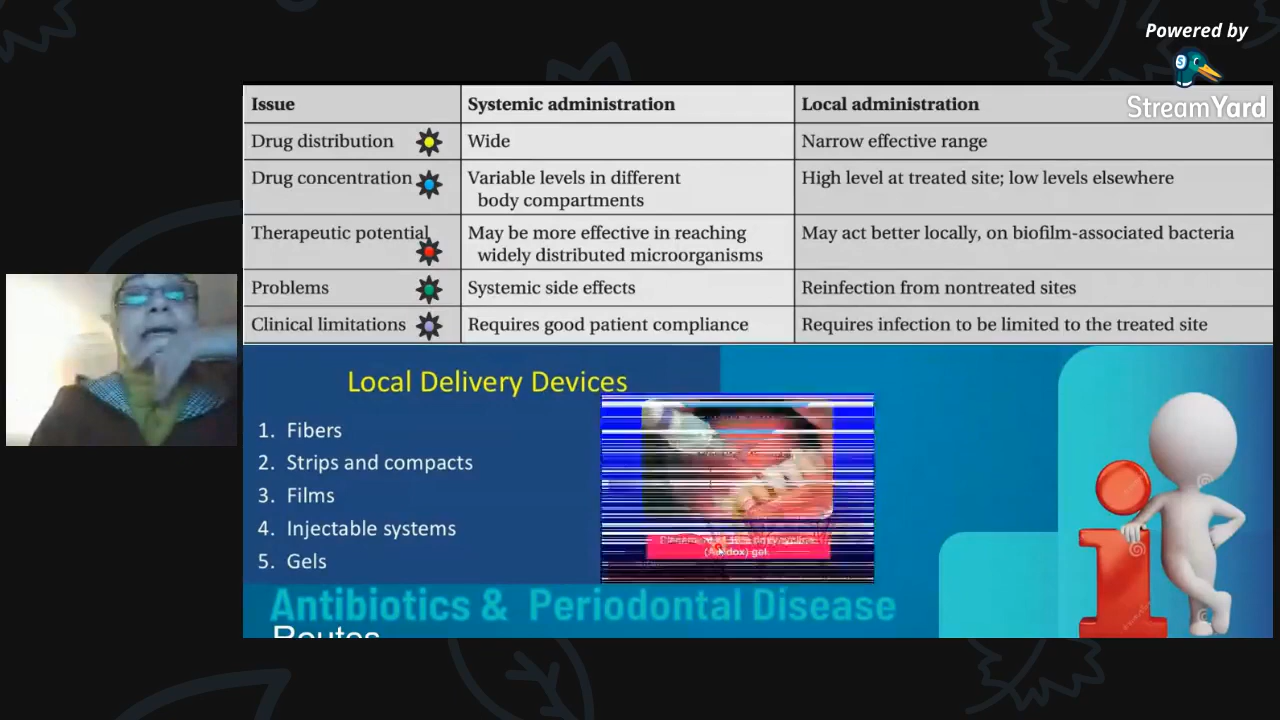 Powered by
StreamYard
Issue Systemic administration Local administration
Drug distribution Wide Narrow effective range
Drug concentration Variable levels in different High level at treated site; low levels elsewhere
body compartments
Therapeutic potential May be more effective in reaching May act better locally, on biofilm-associated bacteria
widely distributed microorganisms
Problems Systemic side effects Reinfection from nontreated sites
Clinical limitations Requires good patient compliance Requires infection to be limited to the treated site
Local Delivery Devices
1. Fibers
2. Strips and compacts
3. Films
4. Injectable systems
5. Gels
gel
Antibiotics & Periodontal Disease
Routes